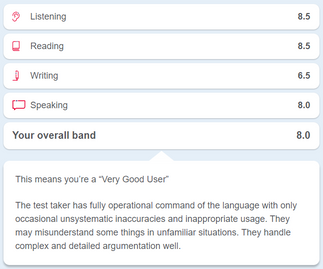 Listening 8.5
Reading 8.5
Writing 6.5
Speaking 8.0
Your overall band 8.0
This means you're a "Very Good User"
The test taker has fully operational command of the language with only
occasional unsystematic inaccuracies and inappropriate usage. They
may misunderstand some things in unfamiliar situations. They handle
complex and detailed argumentation well.